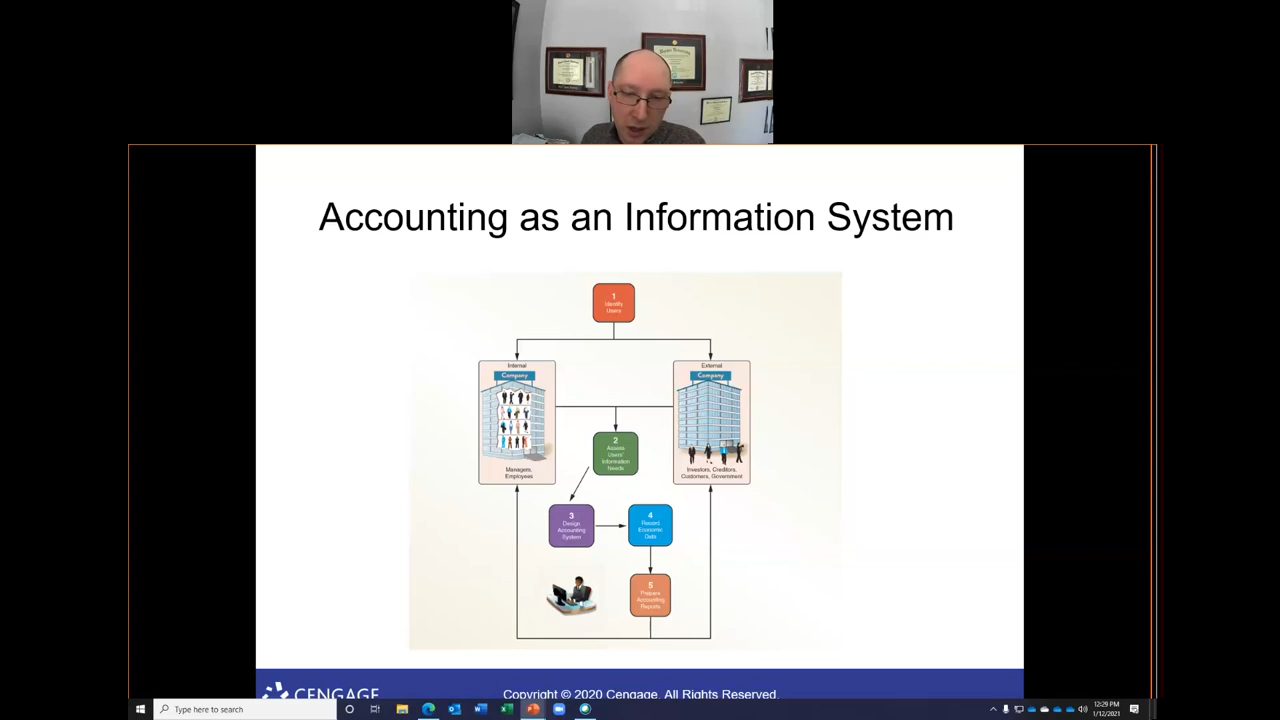 Accounting as an Information System
1
Identify
Users
Internal
Company
Managers,
Employees
External
Company
Investors, Creditors,
Customers, Government
2
Assess
Users'
Information
Needs
3
Design
Accounting
System
4
Record
Economic
Data
5
Prepare
Accounting
Reports
CENGAGE
Copyright © 2020 Cengage. All Rights Reserved.
Type here to search
12:29 PM
1/12/2021